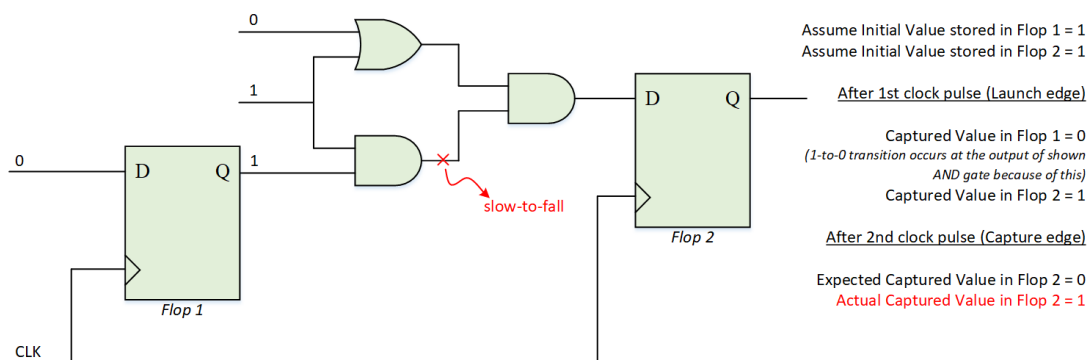 0
Assume Initial Value stored in Flop 1 = 1
Assume Initial Value stored in Flop 2 = 1
1
After 1st clock pulse (Launch edge)
D Q
0
D Q
1
Captured Value in Flop 1 = 0
(1-to-0 transition occurs at the output of shown
AND gate because of this)
Captured Value in Flop 2 = 1
slow-to-fall
Flop 2
After 2nd clock pulse (Capture edge)
Expected Captured Value in Flop 2 = 0
Actual Captured Value in Flop 2 = 1
Flop 1
CLK